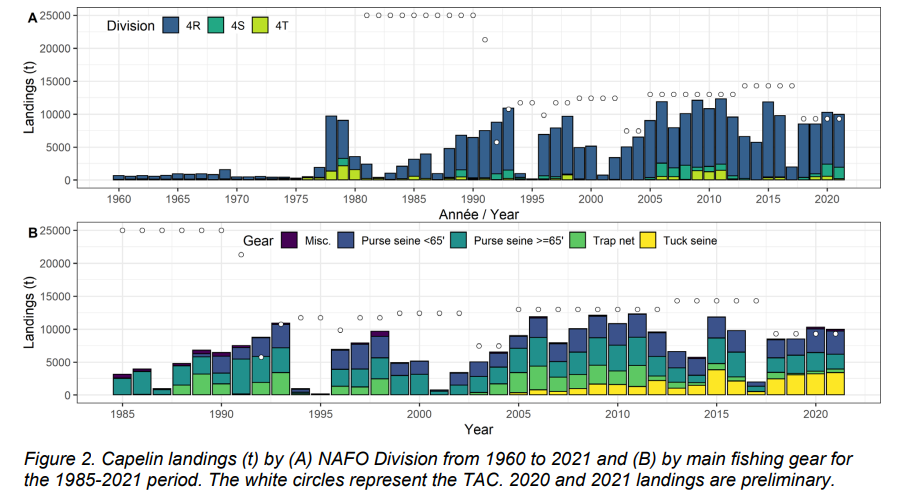 A
Division 4R 4S 4T
Landings (t)
25000
20000
15000
10000
5000
0
1960 1965 1970 1975 1980 1985 1990 1995 2000 2005 2010 2015 2020
Année / Year
B
Gear Misc. Purse seine <65' Purse seine >=65' Trap net Tuck seine
Landings (t)
25000
20000
15000
10000
5000
0
1985 1990 1995 2000 2005 2010 2015 2020
Year
Figure 2. Capelin landings (t) by (A) NAFO Division from 1960 to 2021 and (B) by main fishing gear for
the 1985-2021 period. The white circles represent the TAC. 2020 and 2021 landings are preliminary.